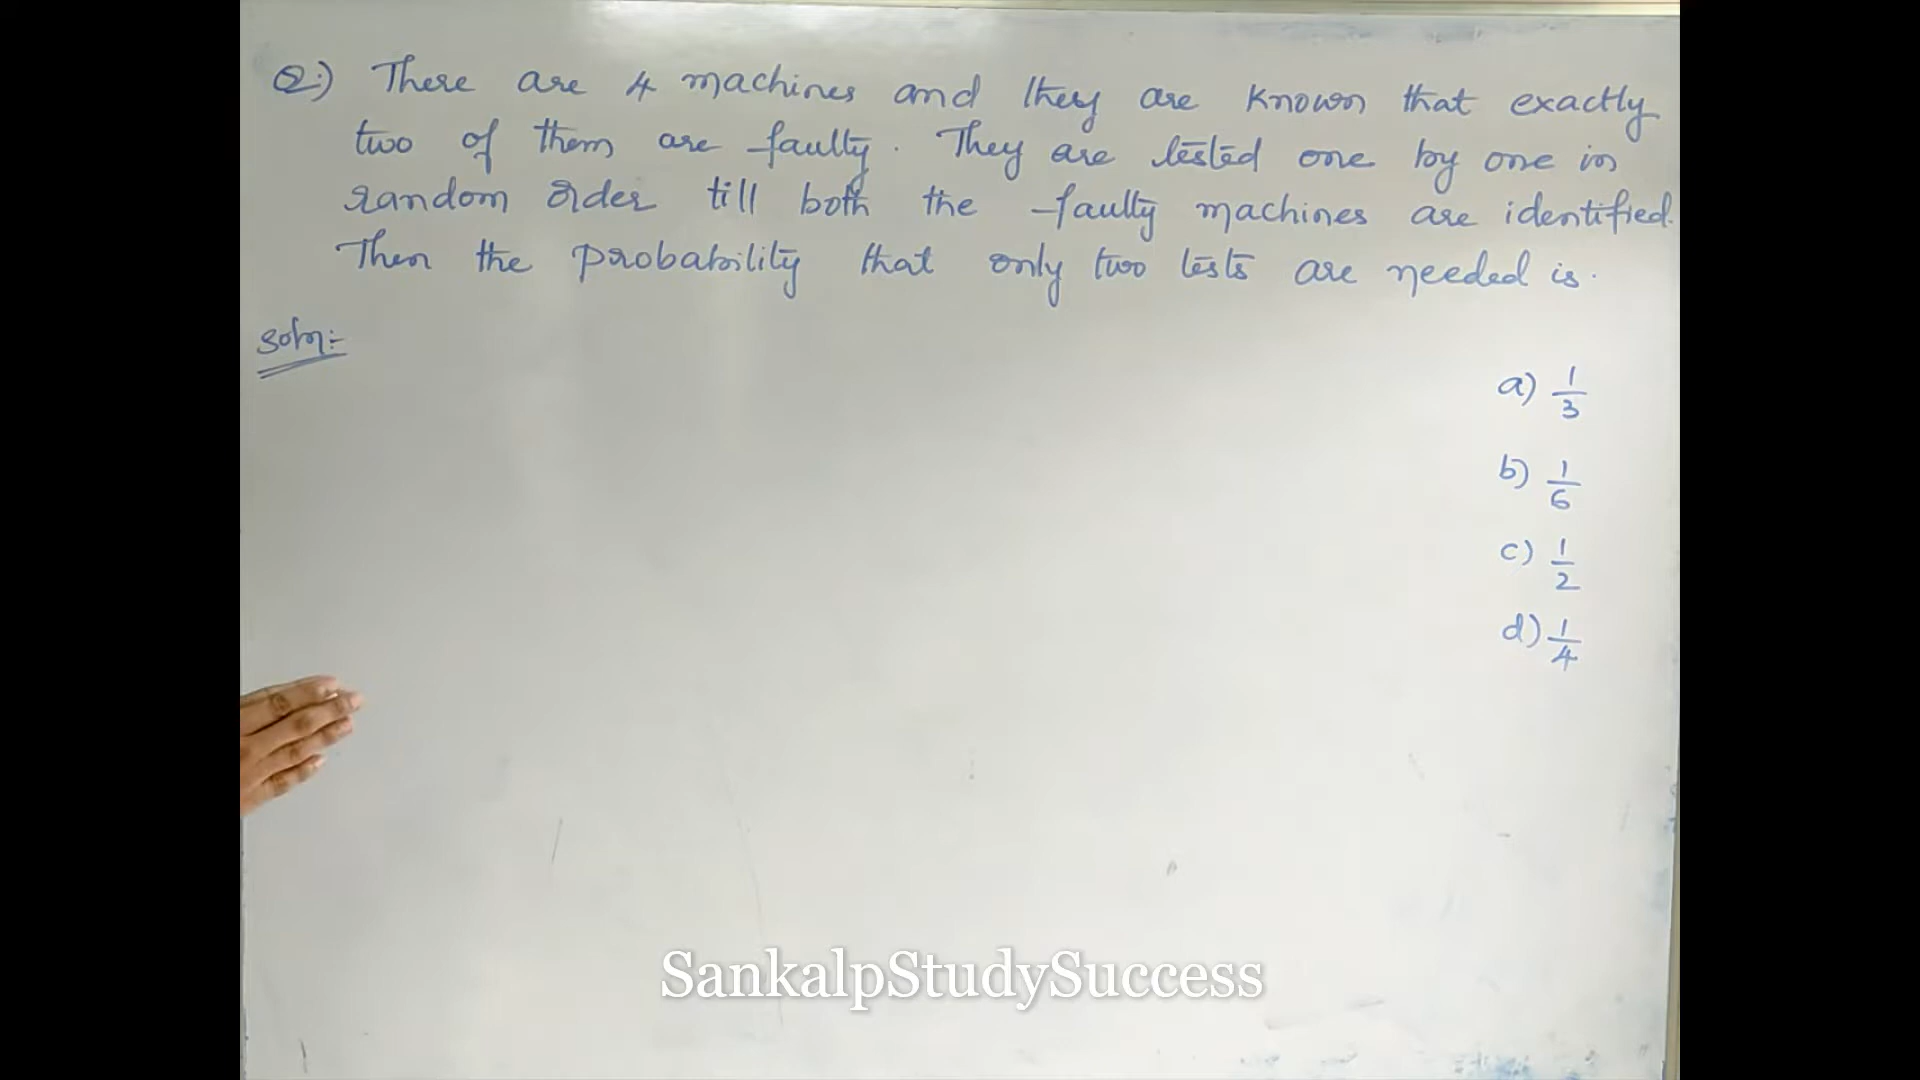 Q:) There are 4 machines and they are known that exactly
two of them are faulty. They are tested one by one in
random order till both the faulty machines are identified.
Then the probability that only two tests are needed is.
Soln:-
a) 1/3
b) 1/6
c) 1/2
d) 1/4
SankalpStudySuccess